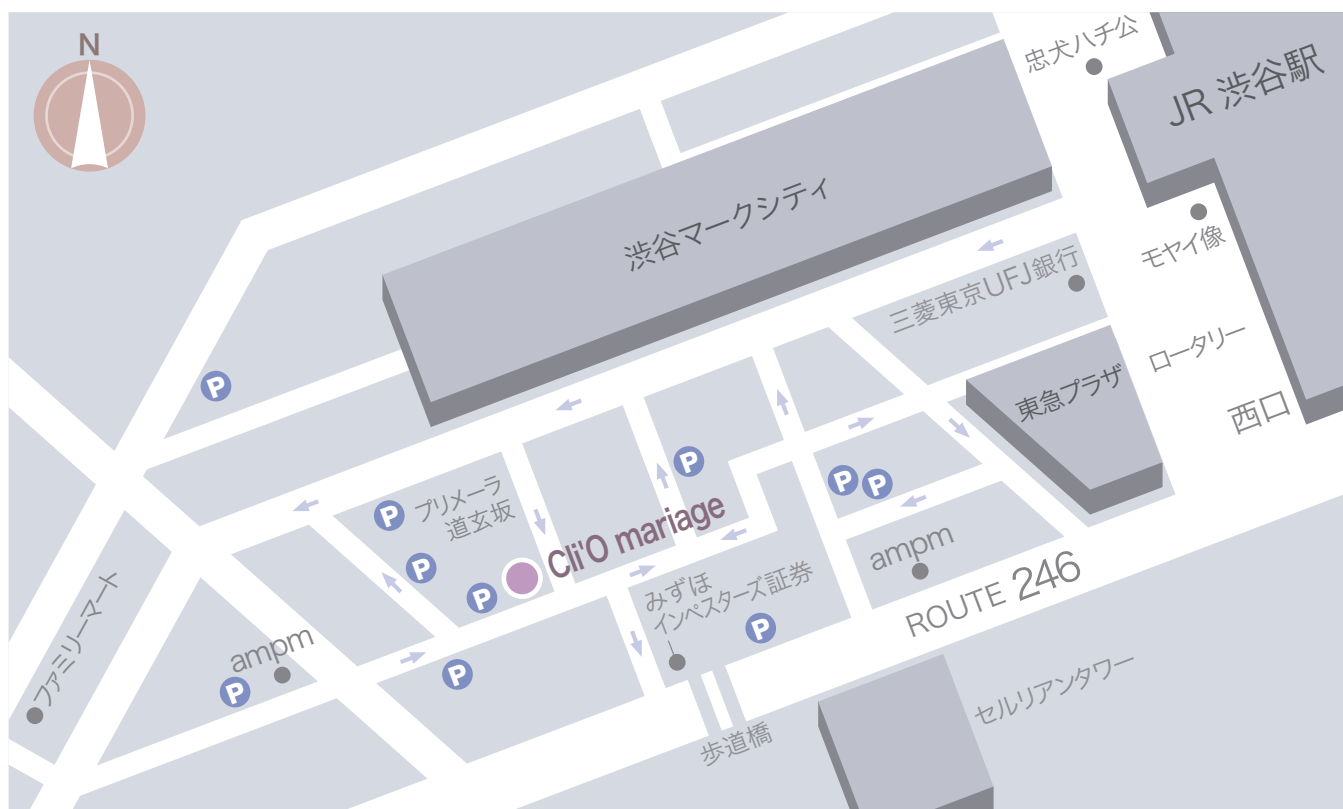 N
忠犬ハチ公
JR 渋谷駅
渋谷マークシティ
モヤイ像
三菱東京UFJ銀行
ロータリー
東急プラザ
西口
P
P
P
P
P
プリメーラ
道玄坂
Cli'O mariage
P
P
ampm
みずほ
インベスターズ証券
P
ROUTE 246
ファミリーマート
ampm
P
P
セルリアンタワー
歩道橋